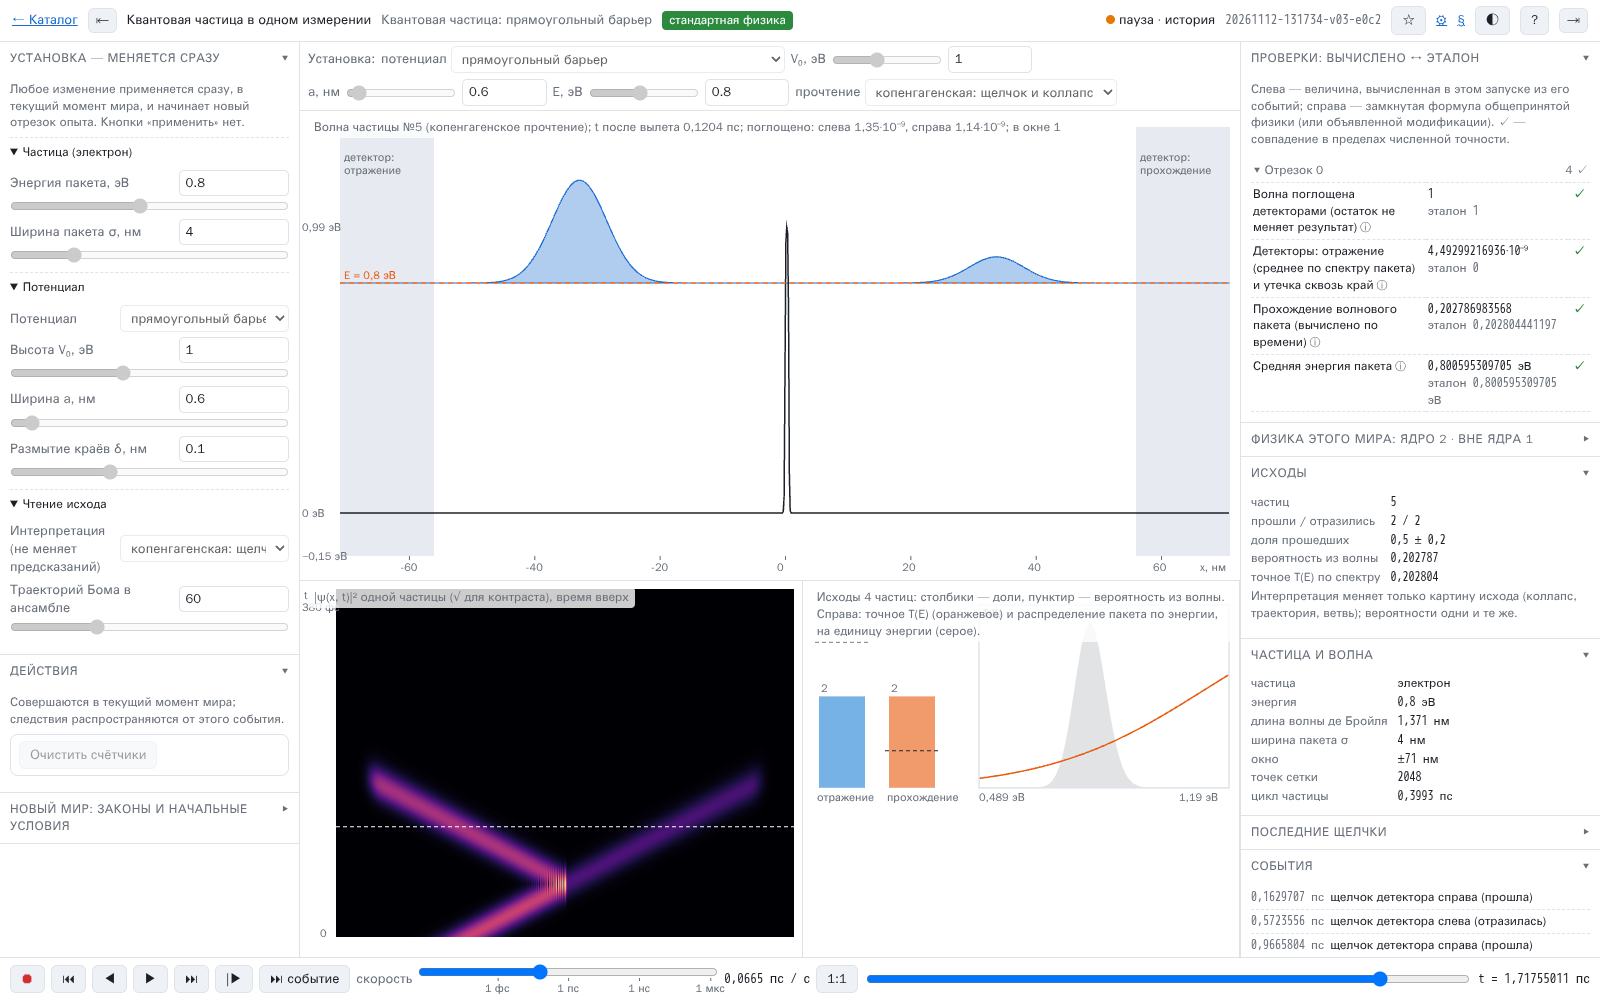 ← Каталог
⇤
Квантовая частица в одном измерении
Квантовая частица: прямоугольный барьер
стандартная физика
пауза · история
20261112-131734-v03-e0c2
☆
⚙
§
◐
?
⇥
УСТАНОВКА — МЕНЯЕТСЯ СРАЗУ
Любое изменение применяется сразу, в
текущий момент мира, и начинает новый
отрезок опыта. Кнопки «применить» нет.
Частица (электрон)
Энергия пакета, эВ
0.8
Ширина пакета σ, нм
4
Потенциал
Потенциал
прямоугольный барье
Высота V₀, эВ
1
Ширина a, нм
0.6
Размытие краёв δ, нм
0.1
Чтение исхода
Интерпретация
(не меняет
предсказаний)
копенгагенская: щелч
Траекторий Бома в
ансамбле
60
ДЕЙСТВИЯ
Совершаются в текущий момент мира;
следствия распространяются от этого события.
Очистить счётчики
НОВЫЙ МИР: ЗАКОНЫ И НАЧАЛЬНЫЕ
УСЛОВИЯ
Установка: потенциал
прямоугольный барьер
V₀, эВ
1
a, нм
0.6
E, эВ
0.8
прочтение
копенгагенская: щелчок и коллапс
Волна частицы №5 (копенгагенское прочтение); t после вылета 0,1204 пс; поглощено: слева 1,35·10⁻⁹, справа 1,14·10⁻⁹; в окне 1
детектор:
отражение
детектор:
прохождение
0,99 эВ
E = 0,8 эВ
0 эВ
−0,15 эВ
-60
-40
-20
0
20
40
60
x, нм
t
|ψ(x, t)|² одной частицы (√ для контраста), время вверх
0
Исходы 4 частиц: столбики — доли, пунктир — вероятность из волны.
Справа: точное T(E) (оранжевое) и распределение пакета по энергии,
на единицу энергии (серое).
2
2
отражение
прохождение
0,489 эВ
1,19 эВ
ПРОВЕРКИ: ВЫЧИСЛЕНО ↔ ЭТАЛОН
Слева — величина, вычисленная в этом запуске из его
событий; справа — замкнутая формула общепринятой
физики (или объявленной модификации). ✓ —
совпадение в пределах численной точности.
Отрезок 0
4 ✓
Волна поглощена
детекторами (остаток не
меняет результат) ⓘ
1
эталон 1
✓
Детекторы: отражение
(среднее по спектру пакета)
и утечка сквозь край ⓘ
4,49299216936·10⁻⁹
эталон 0
✓
Прохождение волнового
пакета (вычислено по
времени) ⓘ
0,202786983568
эталон 0,202804441197
✓
Средняя энергия пакета ⓘ
0,800595309705 эВ
эталон 0,800595309705
эВ
✓
ФИЗИКА ЭТОГО МИРА: ЯДРО 2 · ВНЕ ЯДРА 1
ИСХОДЫ
частиц 5
прошли / отразились 2 / 2
доля прошедших 0,5 ± 0,2
вероятность из волны 0,202787
точное T(E) по спектру 0,202804
Интерпретация меняет только картину исхода (коллапс,
траектория, ветвь); вероятности одни и те же.
ЧАСТИЦА И ВОЛНА
частица электрон
энергия 0,8 эВ
длина волны де Бройля 1,371 нм
ширина пакета σ 4 нм
окно ±71 нм
точек сетки 2048
цикл частицы 0,3993 пс
ПОСЛЕДНИЕ ЩЕЛЧКИ
СОБЫТИЯ
0,1629707 пс щелчок детектора справа (прошла)
0,5723556 пс щелчок детектора слева (отразилась)
0,9665804 пс щелчок детектора справа (прошла)
⏭ событие
скорость
1 фс
1 пс
1 нс
1 мкс
0,0665 пс / с
1:1
t = 1,71755011 пс